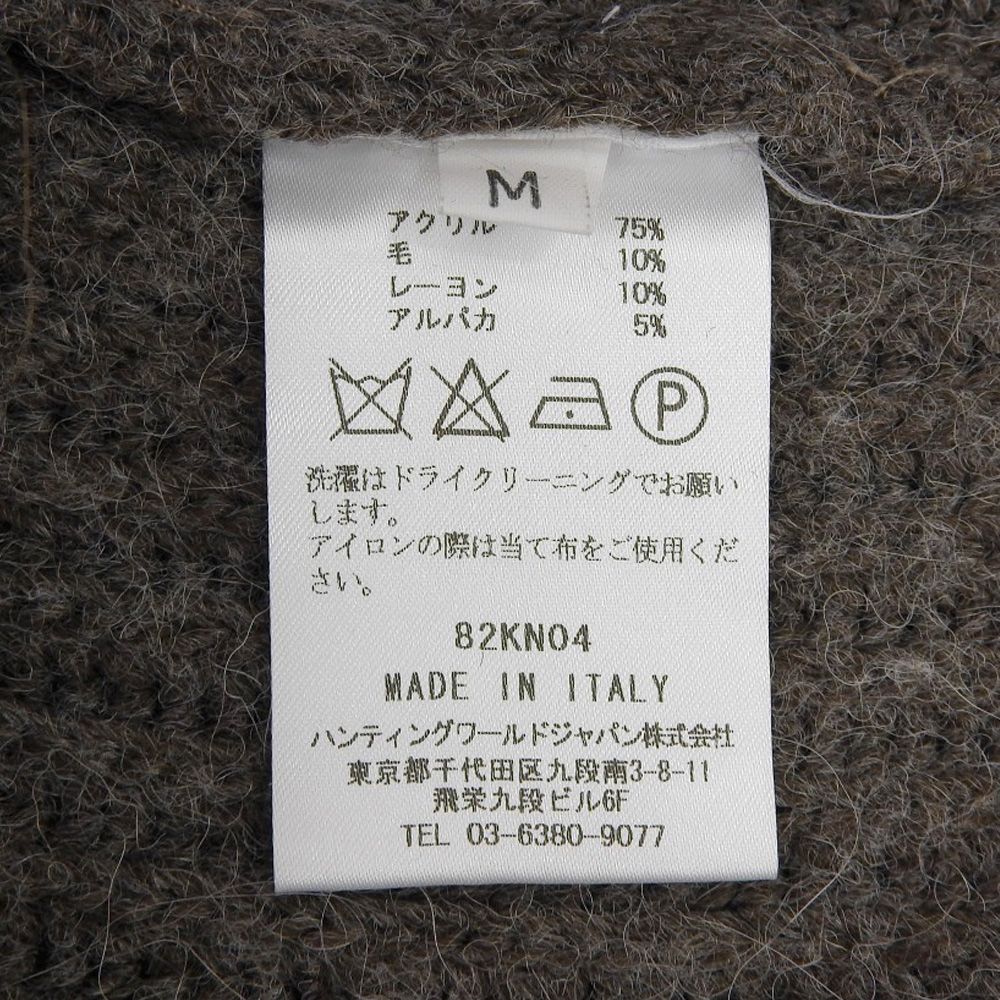 M
アクリル 75%
毛 10%
レーヨン 10%
アルパカ 5%
P
洗濯はドライクリーニングでお願い
します。
アイロンの際は当て布をご使用くだ
さい。
82KN04
MADE IN ITALY
ハンティングワールドジャパン株式会社
東京都千代田区九段南3-8-11
飛栄九段ビル6F
TEL 03-6380-9077